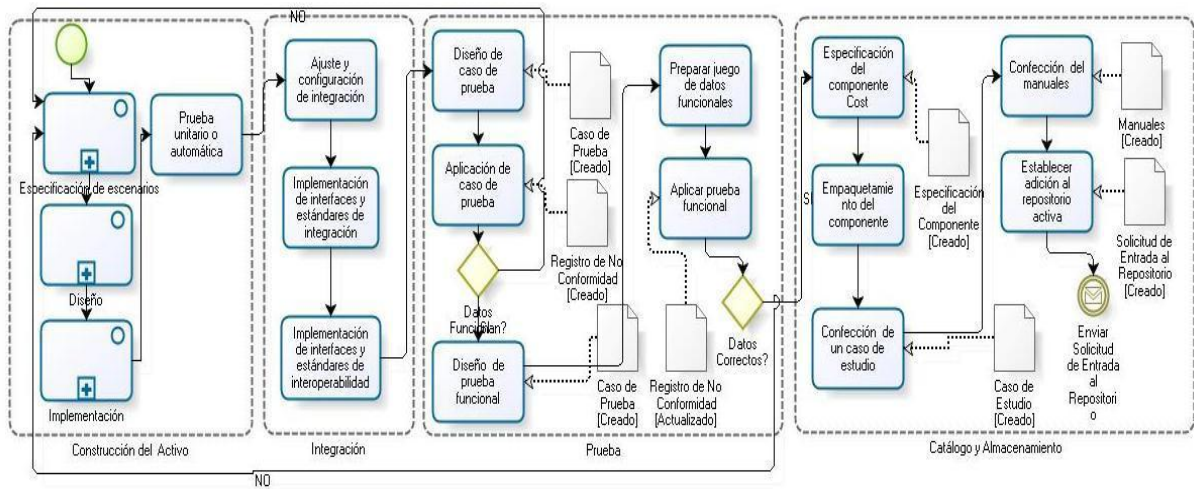 NO
Especificación de escenarios
Diseño
Implementación
Prueba
unitario o
automática
Construcción del Activo
NO
Ajuste y
configuración
de integración
Implementación
de interfaces y
estándares de
integración
Implementación
de interfaces y
estándares de
interoperabilidad
Integración
Diseño de
caso de
prueba
Caso de
Prueba
[Creado]
Aplicación de
caso de
prueba
Registro de No
Conformidad
[Creado]
Datos
Diseño de
prueba
funcional
Caso de
Prueba
[Creado]
Preparar juego
de datos
funcionales
Aplicar prueba
funcional
Registro de No
Conformidad
[Actualizado]
Datos
Correctos?
Prueba
NO
Especificación
del
componente
Cost
Especificación
del
Componente
[Creado]
Empaquetamie
nto del
componente
Confección de
un caso de
estudio
Caso de
Estudio
[Creado]
Confección del
manuales
Manuales
[Creado]
Establecer
adición al
repositorio
activa
Solicitud de
Entrada al
Repositorio
[Creado]
Enviar
Solicitud
de Entrada
al
Repositori
o
Catálogo y Almacenamiento